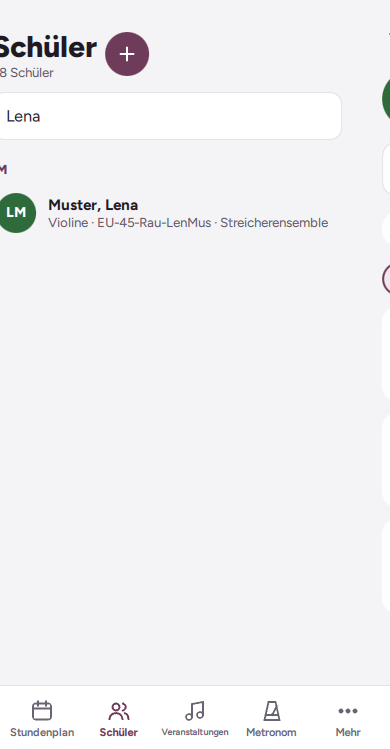 Schüler
8 Schüler
Lena
M
LM
Muster, Lena
Violine · EU-45-Rau-LenMus · Streicherensemble
Stundenplan
Schüler
Veranstaltungen
Metronom
Mehr